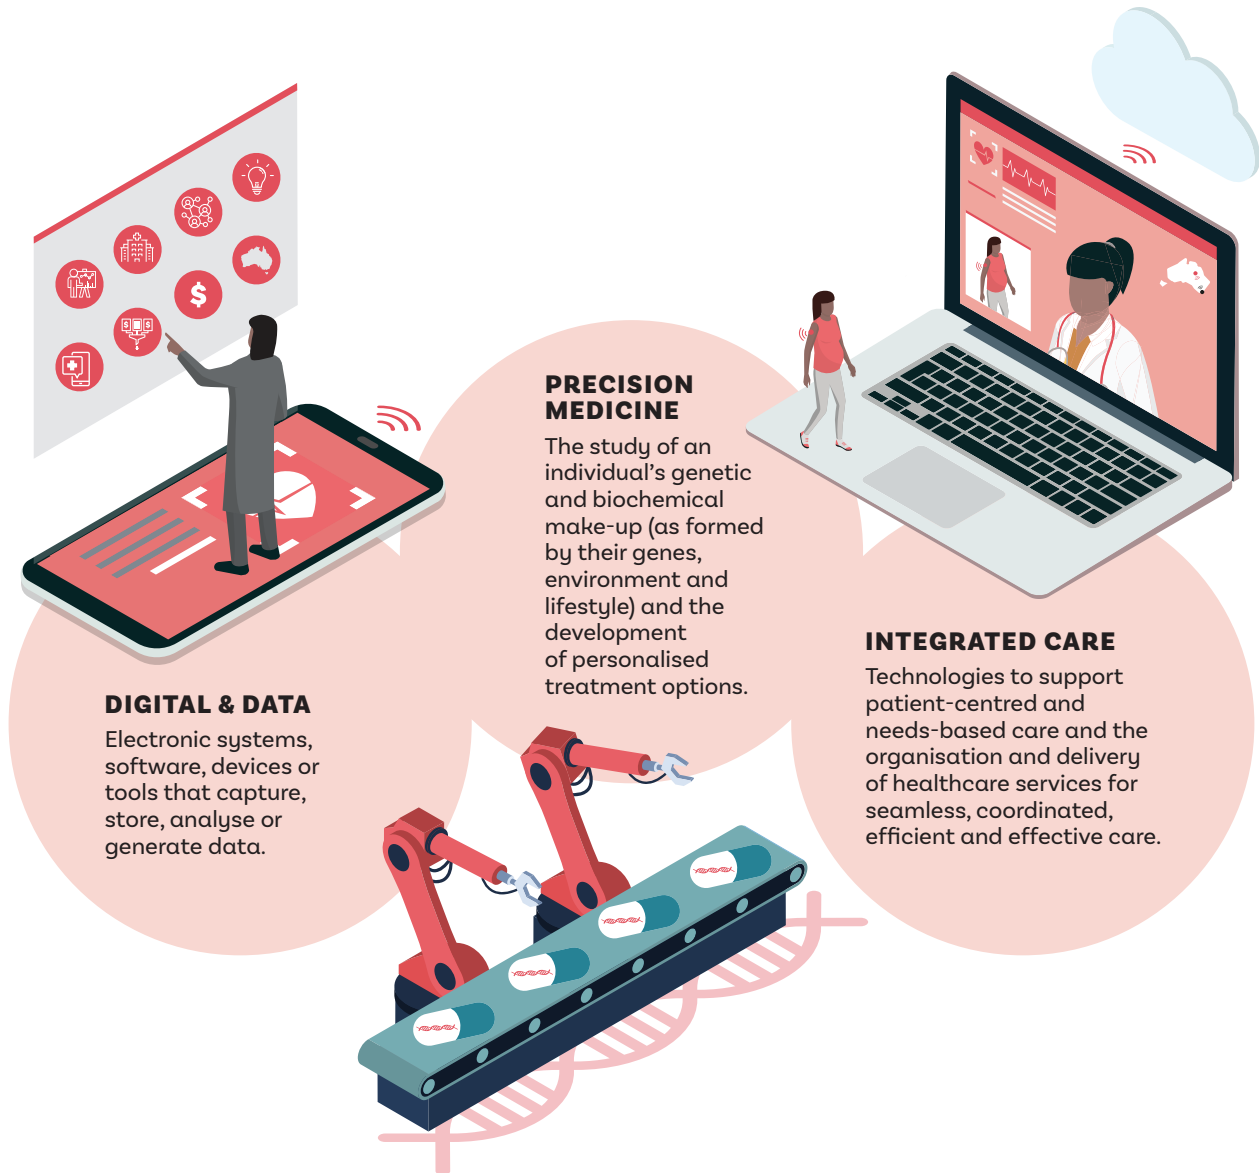 PRECISION
MEDICINE
The study of an
individual’s genetic
and biochemical
make-up (as formed
by their genes,
environment and
lifestyle) and the
development
of personalised
treatment options.
DIGITAL & DATA
Electronic systems,
software, devices or
tools that capture,
store, analyse or
generate data.
INTEGRATED CARE
Technologies to support
patient-centred and
needs-based care and the
organisation and delivery
of healthcare services for
seamless, coordinated,
efficient and effective care.
$
$ $